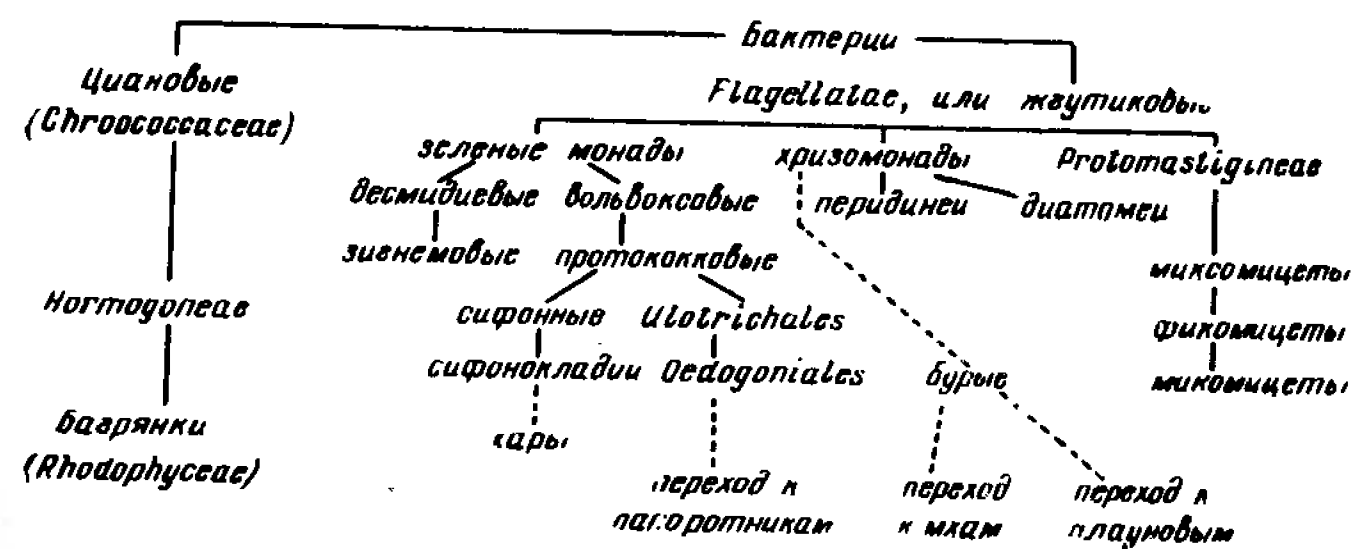 Бактерии
Циановые
(Chroococcaceae)
Flagellatae, или жгутиковые
зеленые монады
хризомонады
Protomastigineae
десмидиевые
вольвоксовые
перидинеи
диатомеи
зигнемовые
протококковые
миксомицеты
Hormogoneae
сифонные
Ulotrichales
фикомицеты
сифонокладии
Oedogoniales
бурые
микомицеты
Багрянки
(Rhodophyceae)
хары
переход к
папоротникам
переход
к мхам
переход к
плауновым